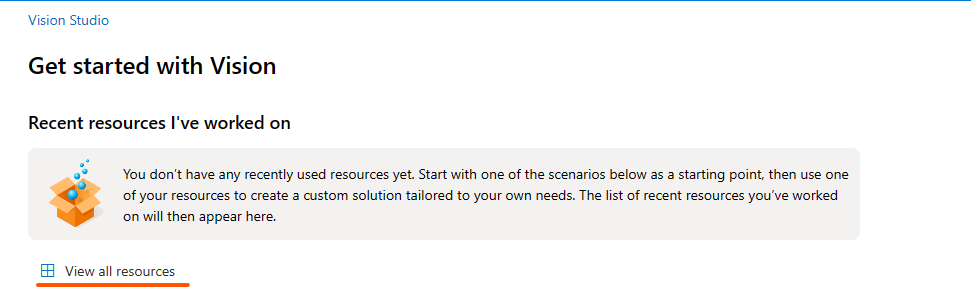 Vision Studio
Get started with Vision
Recent resources I've worked on
You don’t have any recently used resources yet. Start with one of the scenarios below as a starting point, then use one
of your resources to create a custom solution tailored to your own needs. The list of recent resources you’ve worked
on will then appear here.
View all resources